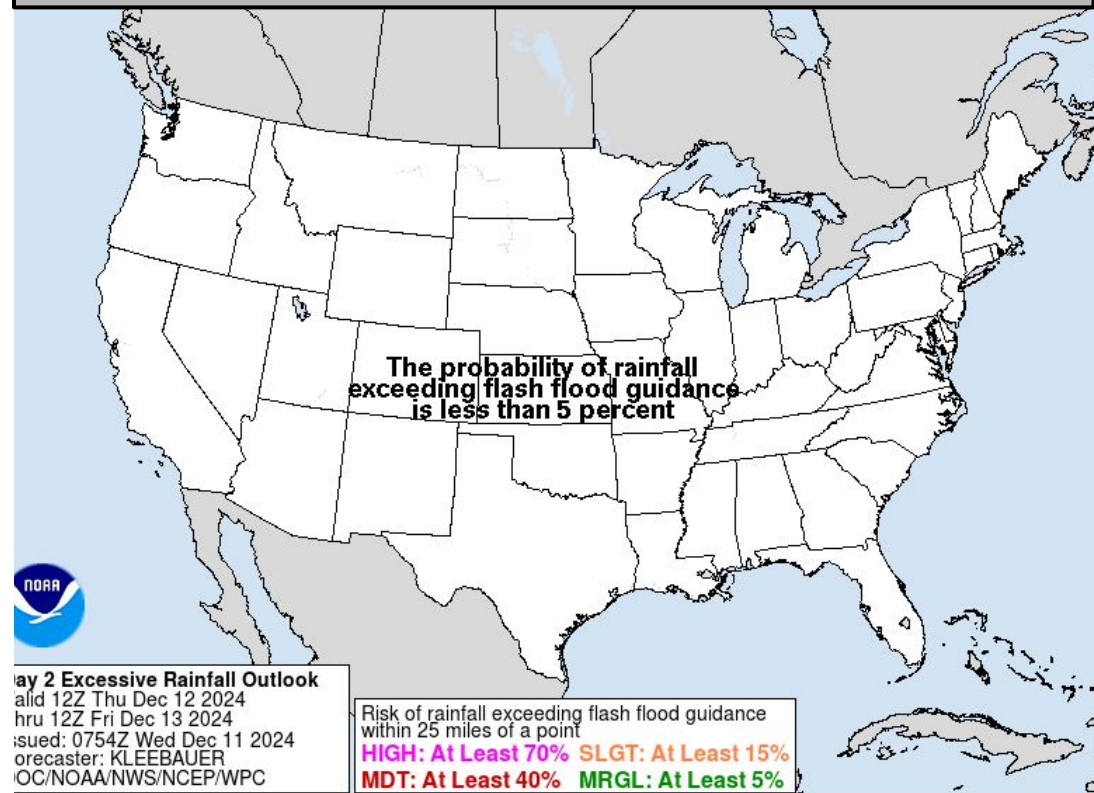 The probability of rainfall
exceeding flash flood guidance
is less than 5 percent
NOAA
ay 2 Excessive Rainfall Outlook
alid 12Z Thu Dec 12 2024
hru 12Z Fri Dec 13 2024
ssued: 0754Z Wed Dec 11 2024
orecaster: KLEEBAUER
OC/NOAA/NWS/NCEP/WPC
Risk of rainfall exceeding flash flood guidance
within 25 miles of a point
HIGH: At Least 70% SLGT: At Least 15%
MDT: At Least 40% MRGL: At Least 5%